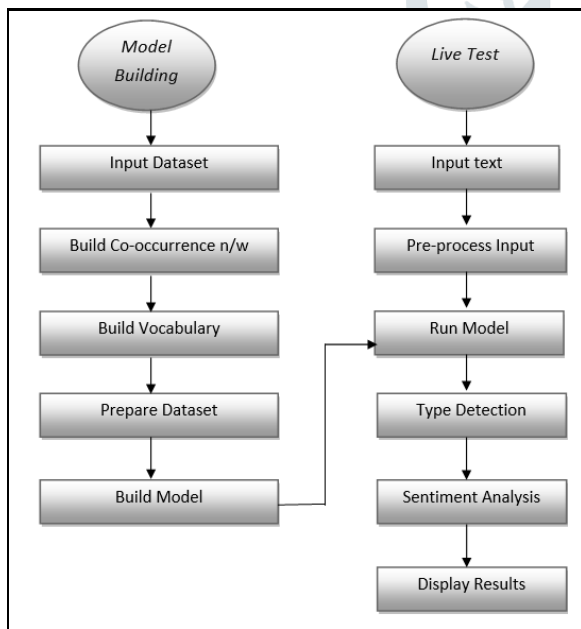 Model
Building
Input Dataset
Build Co-occurrence n/w
Build Vocabulary
Prepare Dataset
Build Model
Live Test
Input text
Pre-process Input
Run Model
Type Detection
Sentiment Analysis
Display Results